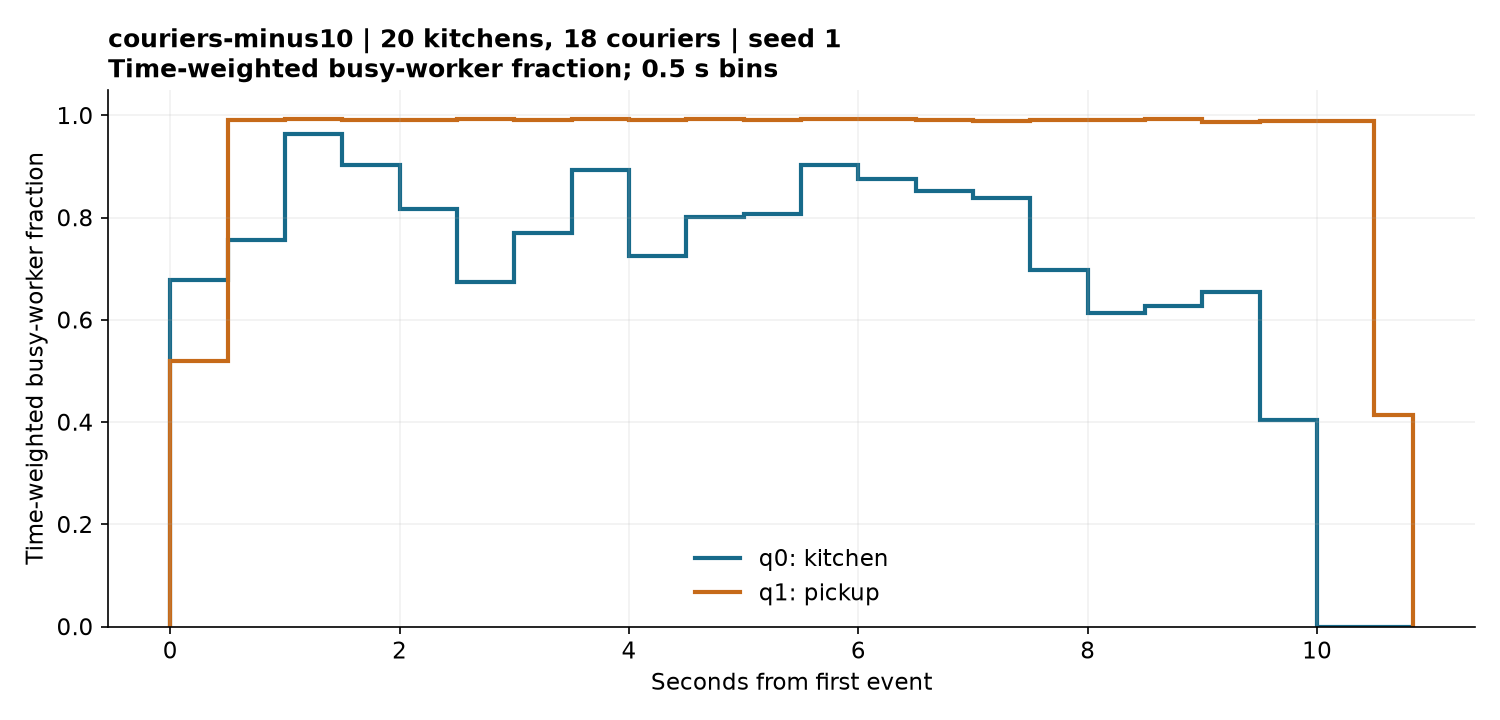 couriers-minus10 | 20 kitchens, 18 couriers | seed 1
Time-weighted busy-worker fraction; 0.5 s bins
Time-weighted busy-worker fraction
1.0
0.8
0.6
0.4
0.2
0.0
q0: kitchen
q1: pickup
0 2 4 6 8 10
Seconds from first event